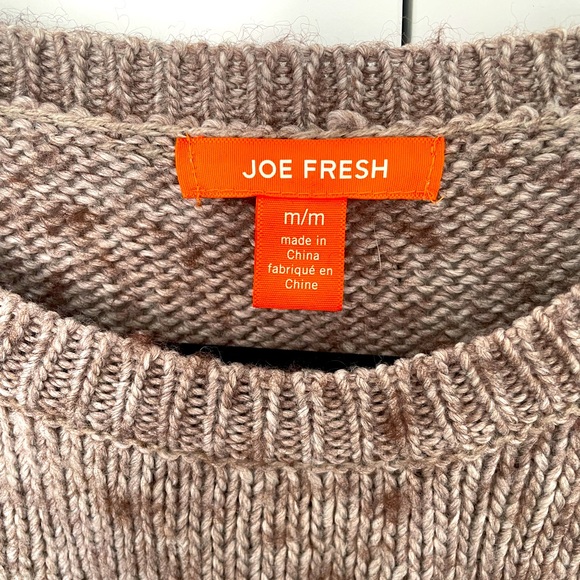 JOE FRESH
m/m
made in
China
fabriqué en
Chine